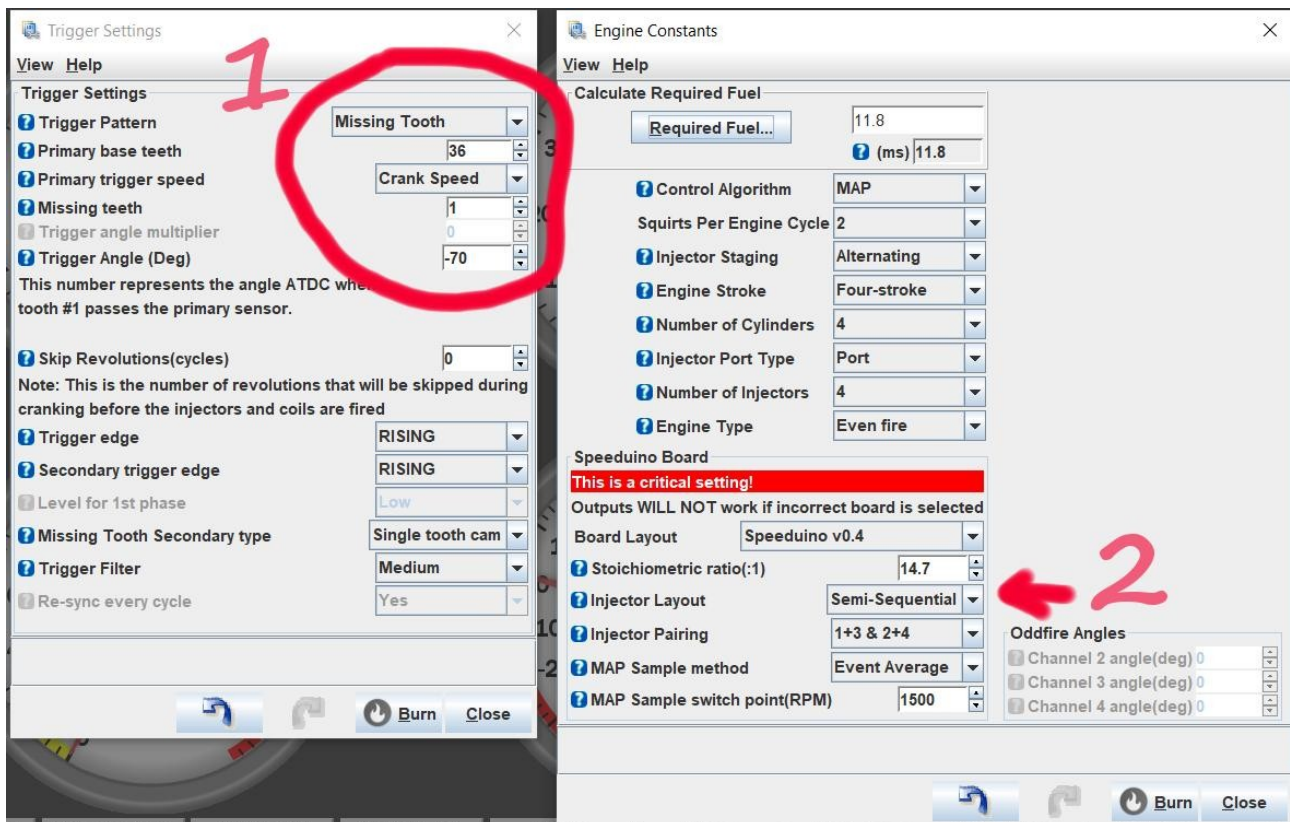 Trigger Settings
View Help
1
Trigger Settings
Trigger Pattern Missing Tooth
Primary base teeth 36
Primary trigger speed Crank Speed
Missing teeth 1
Trigger angle multiplier 0
Trigger Angle (Deg) -70
This number represents the angle ATDC
tooth #1 passes the primary sensor.
Skip Revolutions(cycles) 0
Note: This is the number of revolutions that will be skipped during
cranking before the injectors and coils are fired
Trigger edge RISING
Secondary trigger edge RISING
Level for 1st phase Low
Missing Tooth Secondary type Single tooth cam
Trigger Filter Medium
Re-sync every cycle Yes
Burn Close
Engine Constants
View Help
Calculate Required Fuel
Required Fuel... 11.8
(ms) 11.8
Control Algorithm MAP
Squirts Per Engine Cycle 2
Injector Staging Alternating
Engine Stroke Four-stroke
Number of Cylinders 4
Injector Port Type Port
Number of Injectors 4
Engine Type Even fire
Speeduino Board
This is a critical setting!
Outputs WILL NOT work if incorrect board is selected
Board Layout Speeduino v0.4
Stoichiometric ratio(:1) 14.7
Injector Layout Semi-Sequential
2
Injector Pairing 1+3 & 2+4
MAP Sample method Event Average
MAP Sample switch point(RPM) 1500
Oddfire Angles
Channel 2 angle(deg) 0
Channel 3 angle(deg) 0
Channel 4 angle(deg) 0
Burn Close